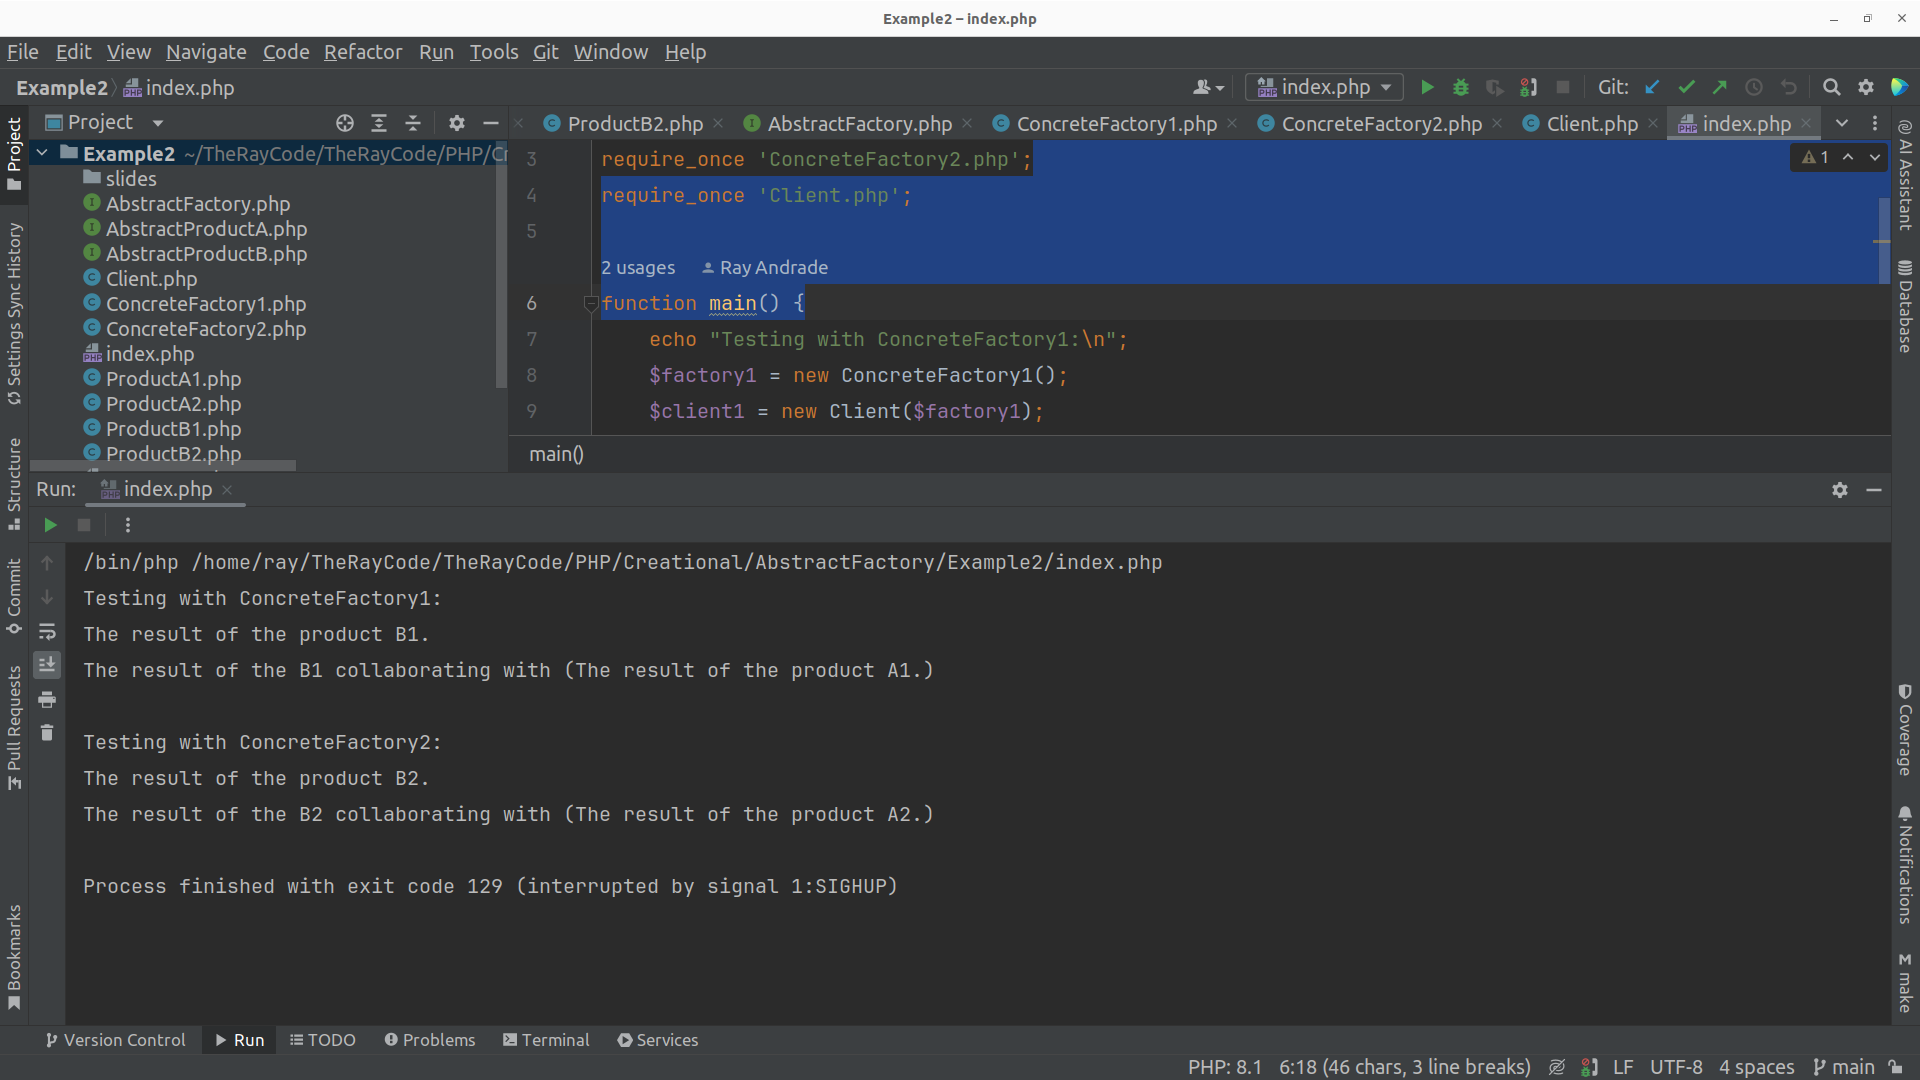 Example2 – index.php
File Edit View Navigate Code Refactor Run Tools Git Window Help
Example2 index.php
index.php
Git:
Project
ProductB2.php AbstractFactory.php ConcreteFactory1.php ConcreteFactory2.php Client.php index.php
Example2 ~/TheRayCode/TheRayCode/PHP/Cr
slides
AbstractFactory.php
AbstractProductA.php
AbstractProductB.php
Client.php
ConcreteFactory1.php
ConcreteFactory2.php
index.php
ProductA1.php
ProductA2.php
ProductB1.php
ProductB2.php
3 require_once 'ConcreteFactory2.php';
1
4 require_once 'Client.php';
5
2 usages Ray Andrade
6 function main() {
7 echo "Testing with ConcreteFactory1:\n";
8 $factory1 = new ConcreteFactory1();
9 $client1 = new Client($factory1);
main()
Run: index.php
/bin/php /home/ray/TheRayCode/TheRayCode/PHP/Creational/AbstractFactory/Example2/index.php
Testing with ConcreteFactory1:
The result of the product B1.
The result of the B1 collaborating with (The result of the product A1.)
Testing with ConcreteFactory2:
The result of the product B2.
The result of the B2 collaborating with (The result of the product A2.)
Process finished with exit code 129 (interrupted by signal 1:SIGHUP)
Project
Settings Sync History
Structure
Commit
Pull Requests
Bookmarks
AI Assistant
Database
Coverage
Notifications
make
Version Control Run TODO Problems Terminal Services
PHP: 8.1 6:18 (46 chars, 3 line breaks) LF UTF-8 4 spaces main